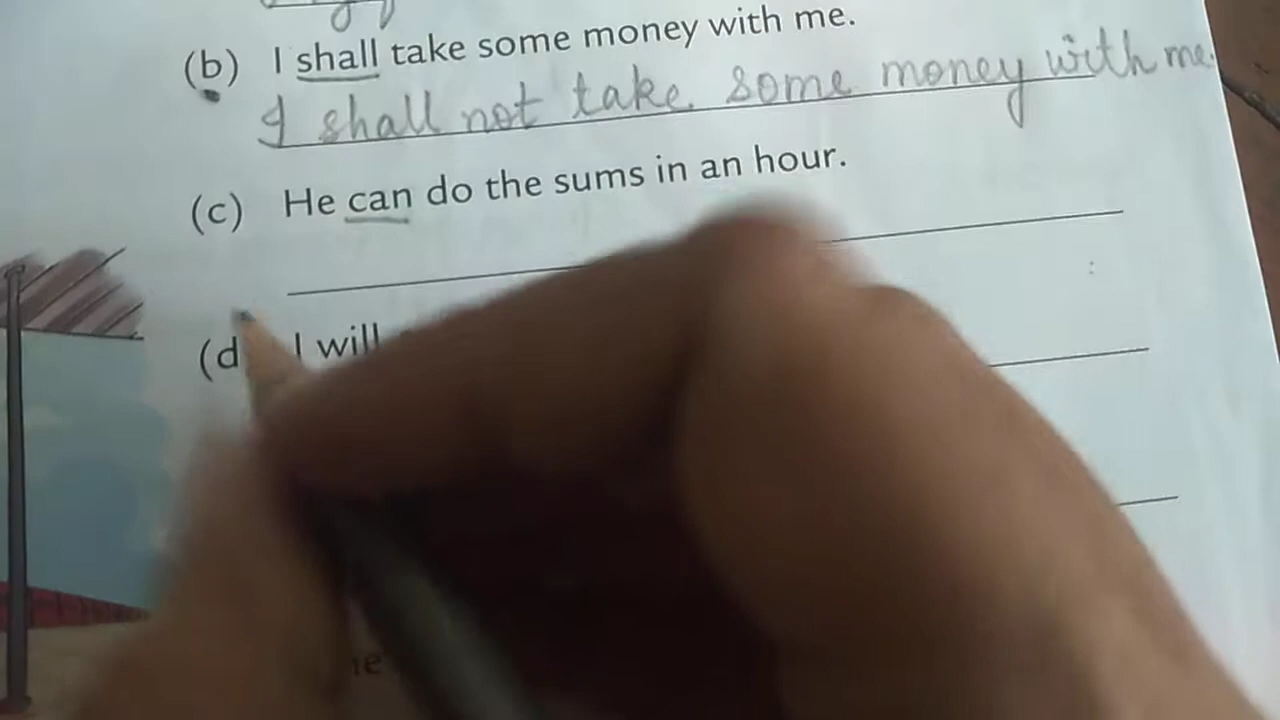 (b) I shall take some money with me.
I shall not take some money with me.
(c) He can do the sums in an hour.
(d I will